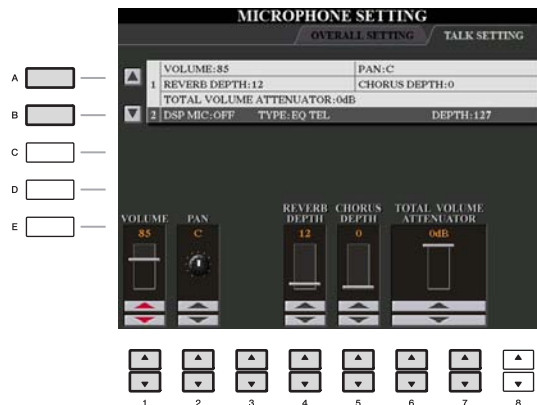 MICROPHONE SETTING
OVERALL SETTING TALK SETTING
A
B
C
D
E
1 VOLUME:85 PAN:C
REVERB DEPTH:12 CHORUS DEPTH:0
TOTAL VOLUME ATTENUATOR:0dB
2 DSP MIC:OFF TYPE:EQ TEL DEPTH:127
VOLUME PAN REVERB DEPTH CHORUS DEPTH TOTAL VOLUME ATTENUATOR
85 C 12 0 0dB
1 2 3 4 5 6 7 8